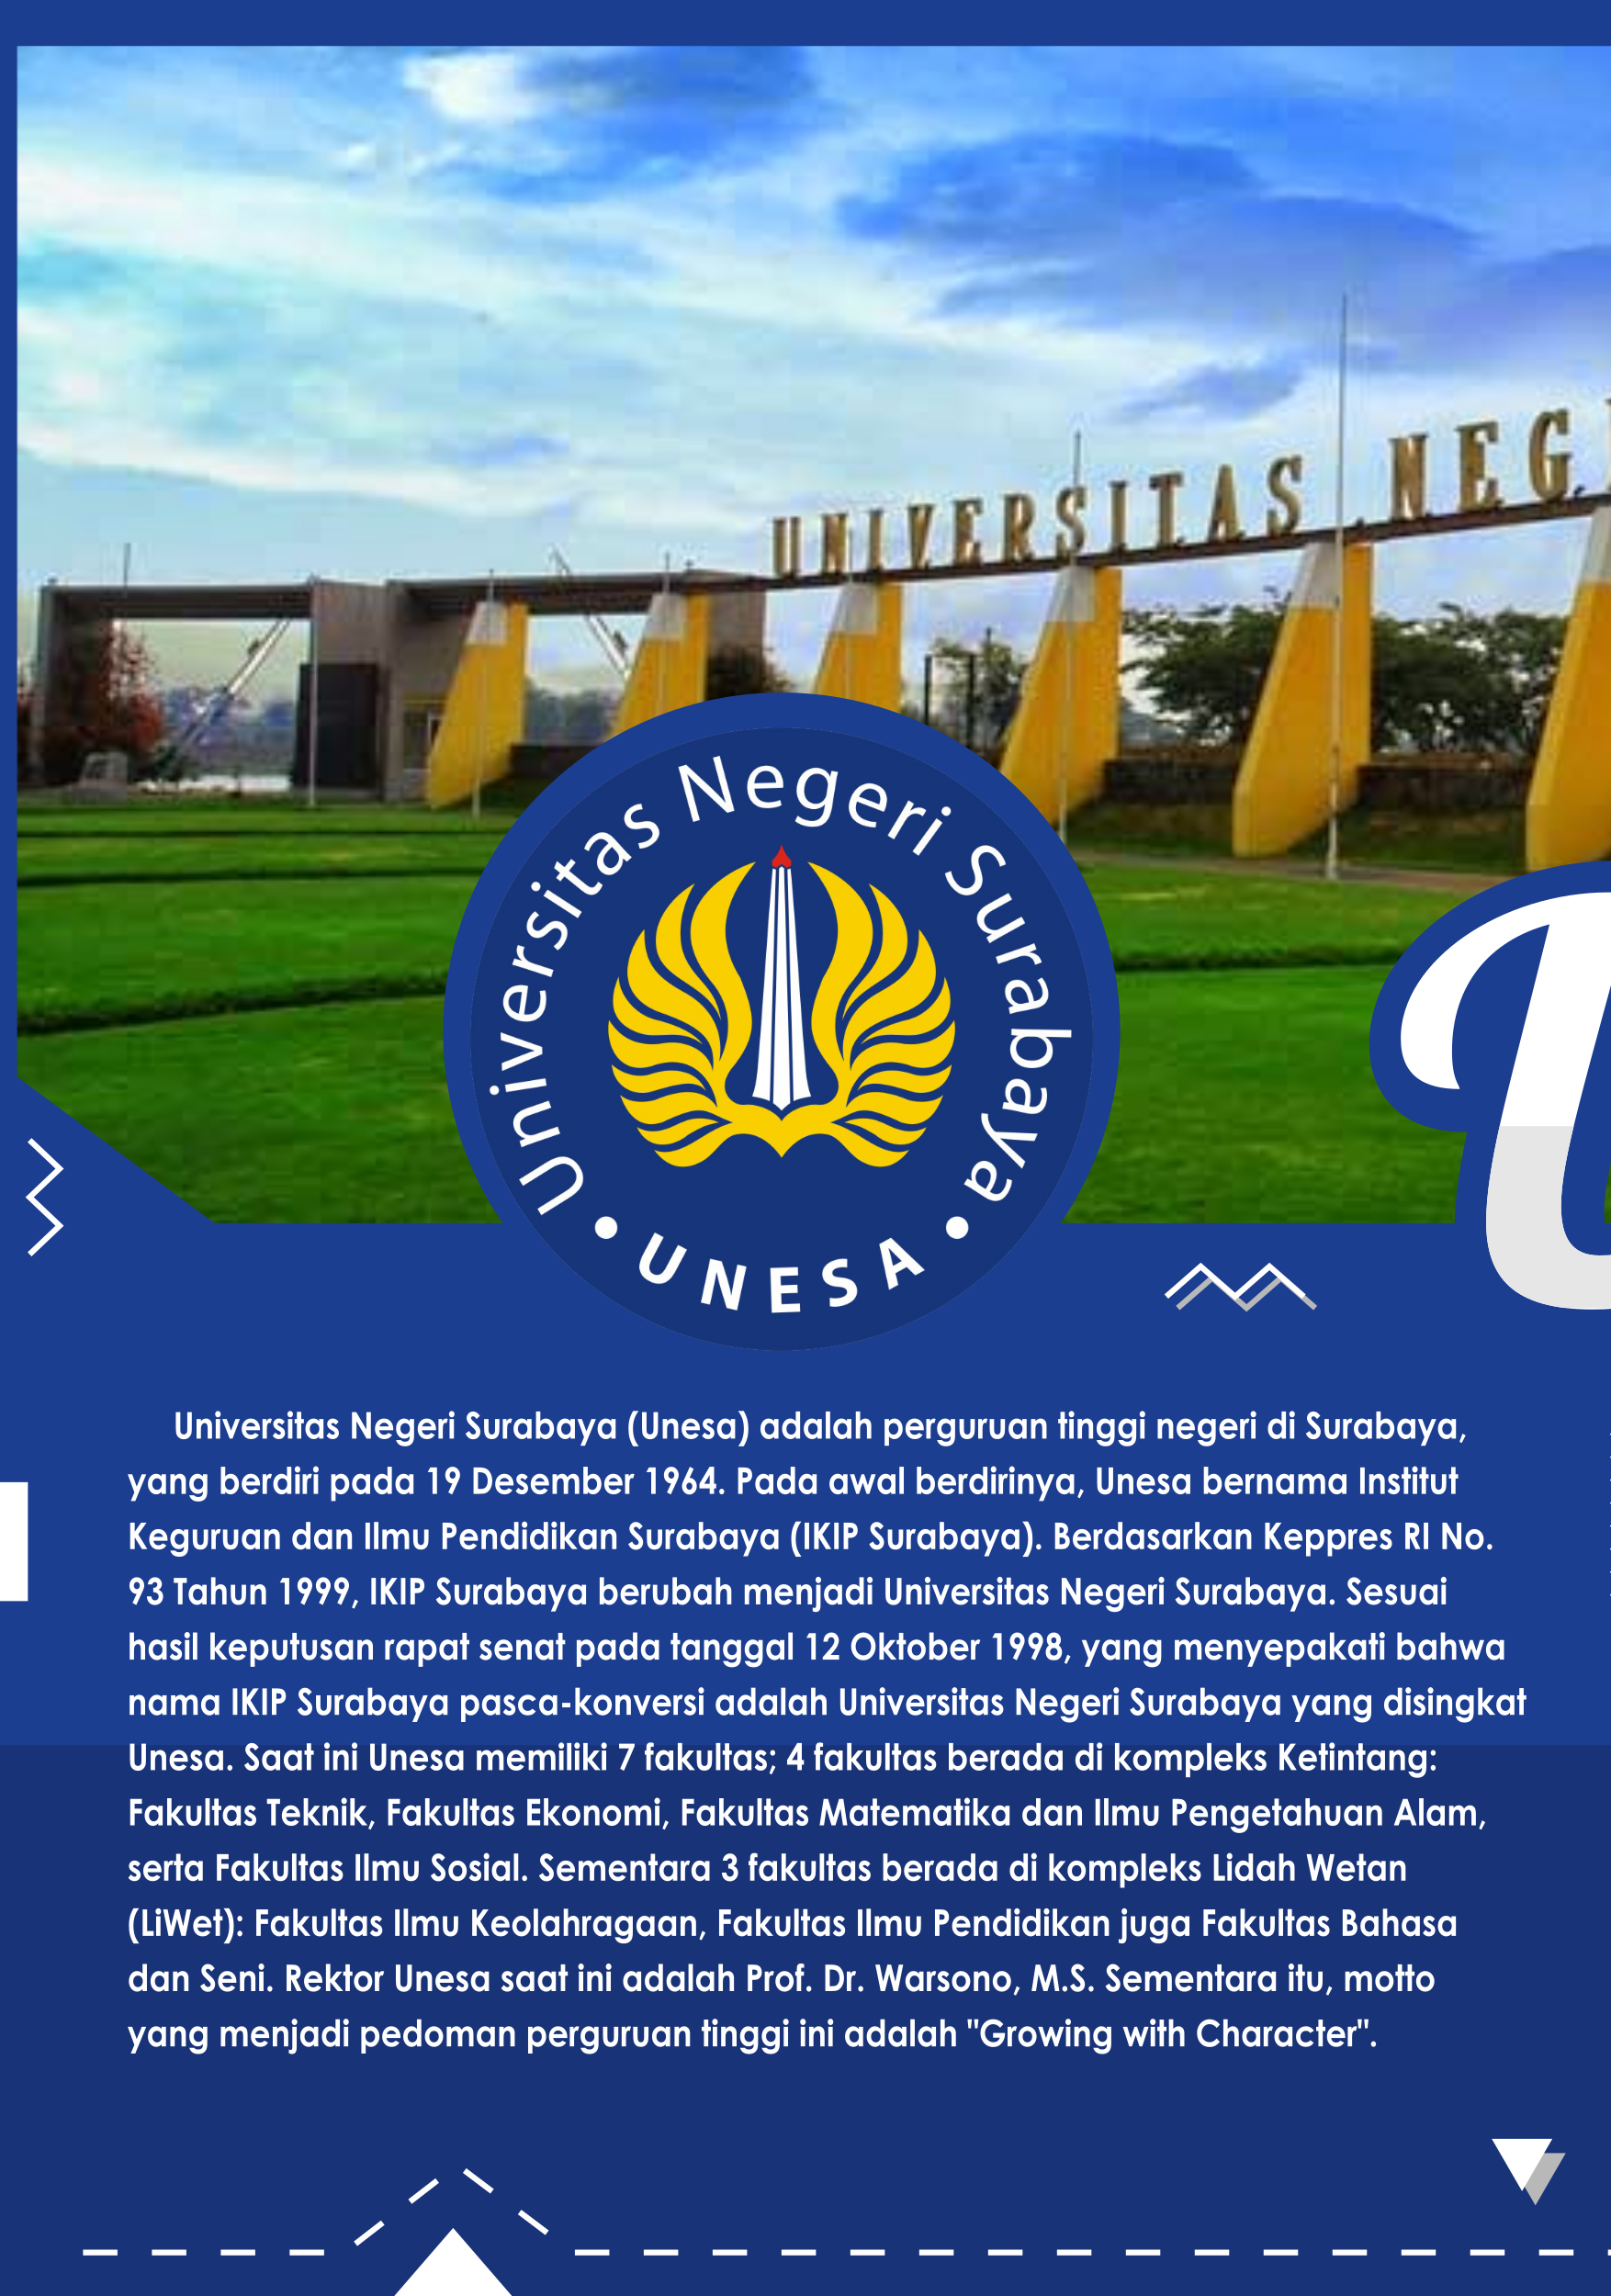 UNIVERSITAS NEG
Universitas Negeri Surabaya
UNESA
Universitas Negeri Surabaya (Unesa) adalah perguruan tinggi negeri di Surabaya,
yang berdiri pada 19 Desember 1964. Pada awal berdirinya, Unesa bernama Institut
Keguruan dan Ilmu Pendidikan Surabaya (IKIP Surabaya). Berdasarkan Keppres RI No.
93 Tahun 1999, IKIP Surabaya berubah menjadi Universitas Negeri Surabaya. Sesuai
hasil keputusan rapat senat pada tanggal 12 Oktober 1998, yang menyepakati bahwa
nama IKIP Surabaya pasca-konversi adalah Universitas Negeri Surabaya yang disingkat
Unesa. Saat ini Unesa memiliki 7 fakultas; 4 fakultas berada di kompleks Ketintang:
Fakultas Teknik, Fakultas Ekonomi, Fakultas Matematika dan Ilmu Pengetahuan Alam,
serta Fakultas Ilmu Sosial. Sementara 3 fakultas berada di kompleks Lidah Wetan
(LiWet): Fakultas Ilmu Keolahragaan, Fakultas Ilmu Pendidikan juga Fakultas Bahasa
dan Seni. Rektor Unesa saat ini adalah Prof. Dr. Warsono, M.S. Sementara itu, motto
yang menjadi pedoman perguruan tinggi ini adalah "Growing with Character".